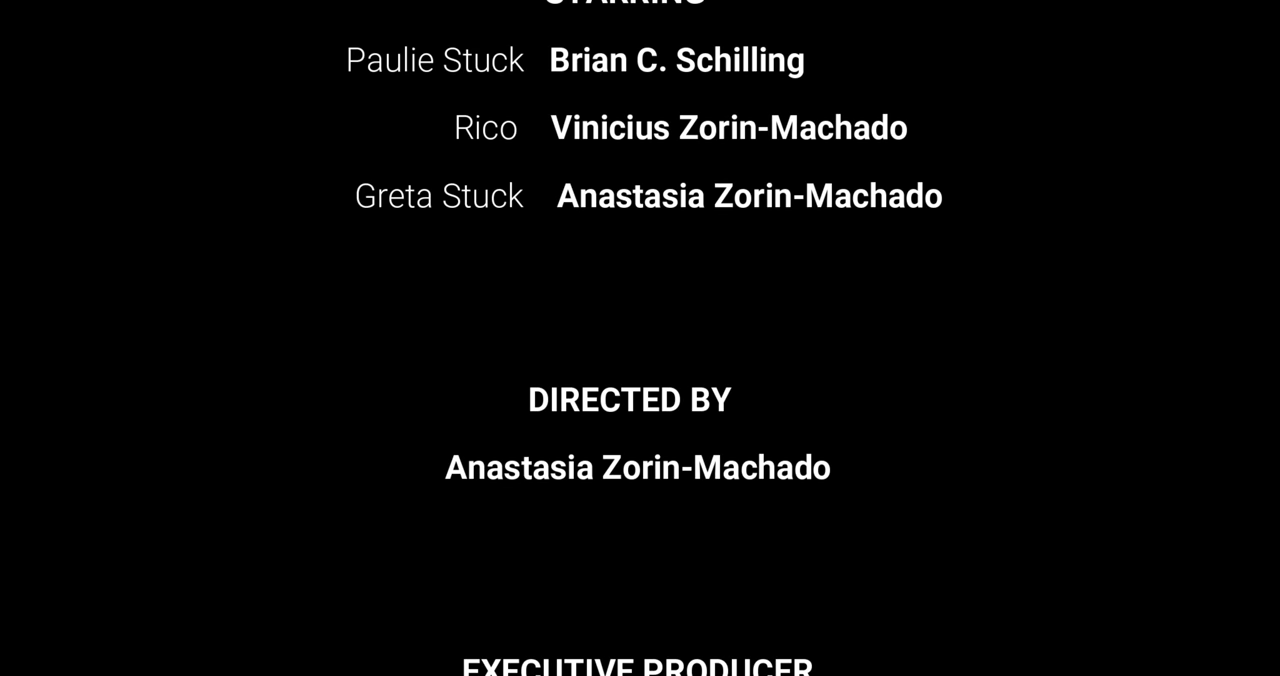 STARRING
Paulie Stuck Brian C. Schilling
Rico Vinicius Zorin-Machado
Greta Stuck Anastasia Zorin-Machado
DIRECTED BY
Anastasia Zorin-Machado
EXECUTIVE PRODUCER